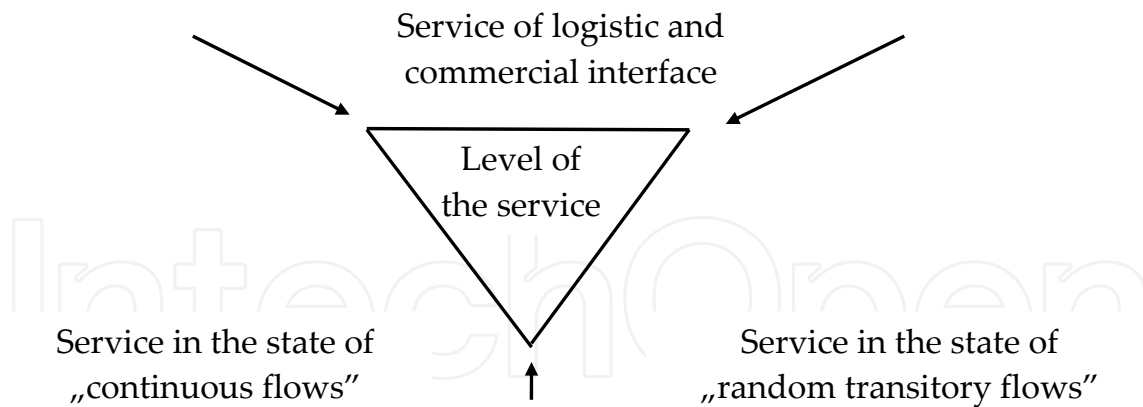 Service of logistic and
commercial interface
Level of
the service
IntechOpen
Service in the state of
„continuous flows”
Service in the state of
„random transitory flows”